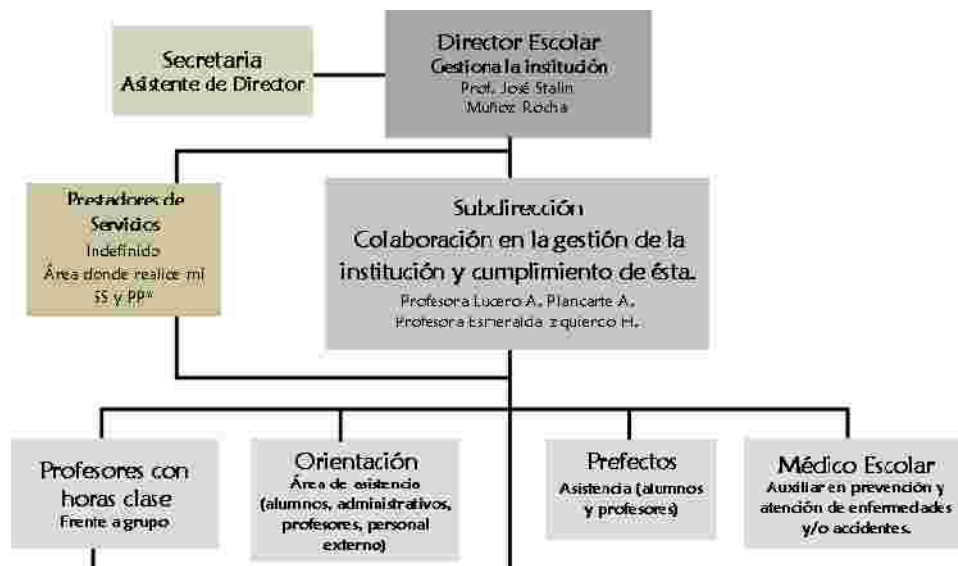 Secretaria
Asistente de Director
Director Escolar
Gestiona la institución
Prof. José Stalin
Muñoz Rocha
Prestadores de
Servicios
Indefinido
Área donde realice mi
SS y PP*
Subdirección
Colaboración en la gestión de la
institución y cumplimiento de ésta.
Profesora Lucero A. Plancarte A.
Profesora Esmeralda Izquierdo H.
Profesores con
horas clase
Frente a grupo
Orientación
Área de asistencia
(alumnos, administrativos,
profesores, personal
externo)
Prefectos
Asistencia (alumnos
y profesores)
Médico Escolar
Auxiliar en prevención y
atención de enfermedades
y/o accidentes.